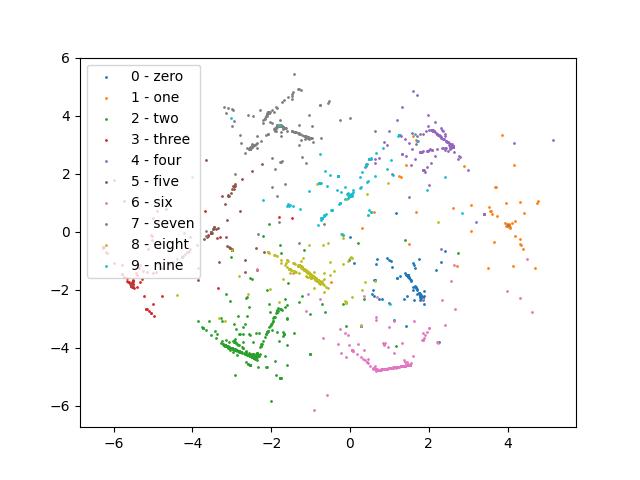 6
4
2
0
−2
−4
−6
0 - zero
1 - one
2 - two
3 - three
4 - four
5 - five
6 - six
7 - seven
8 - eight
9 - nine
−6 −4 −2 0 2 4